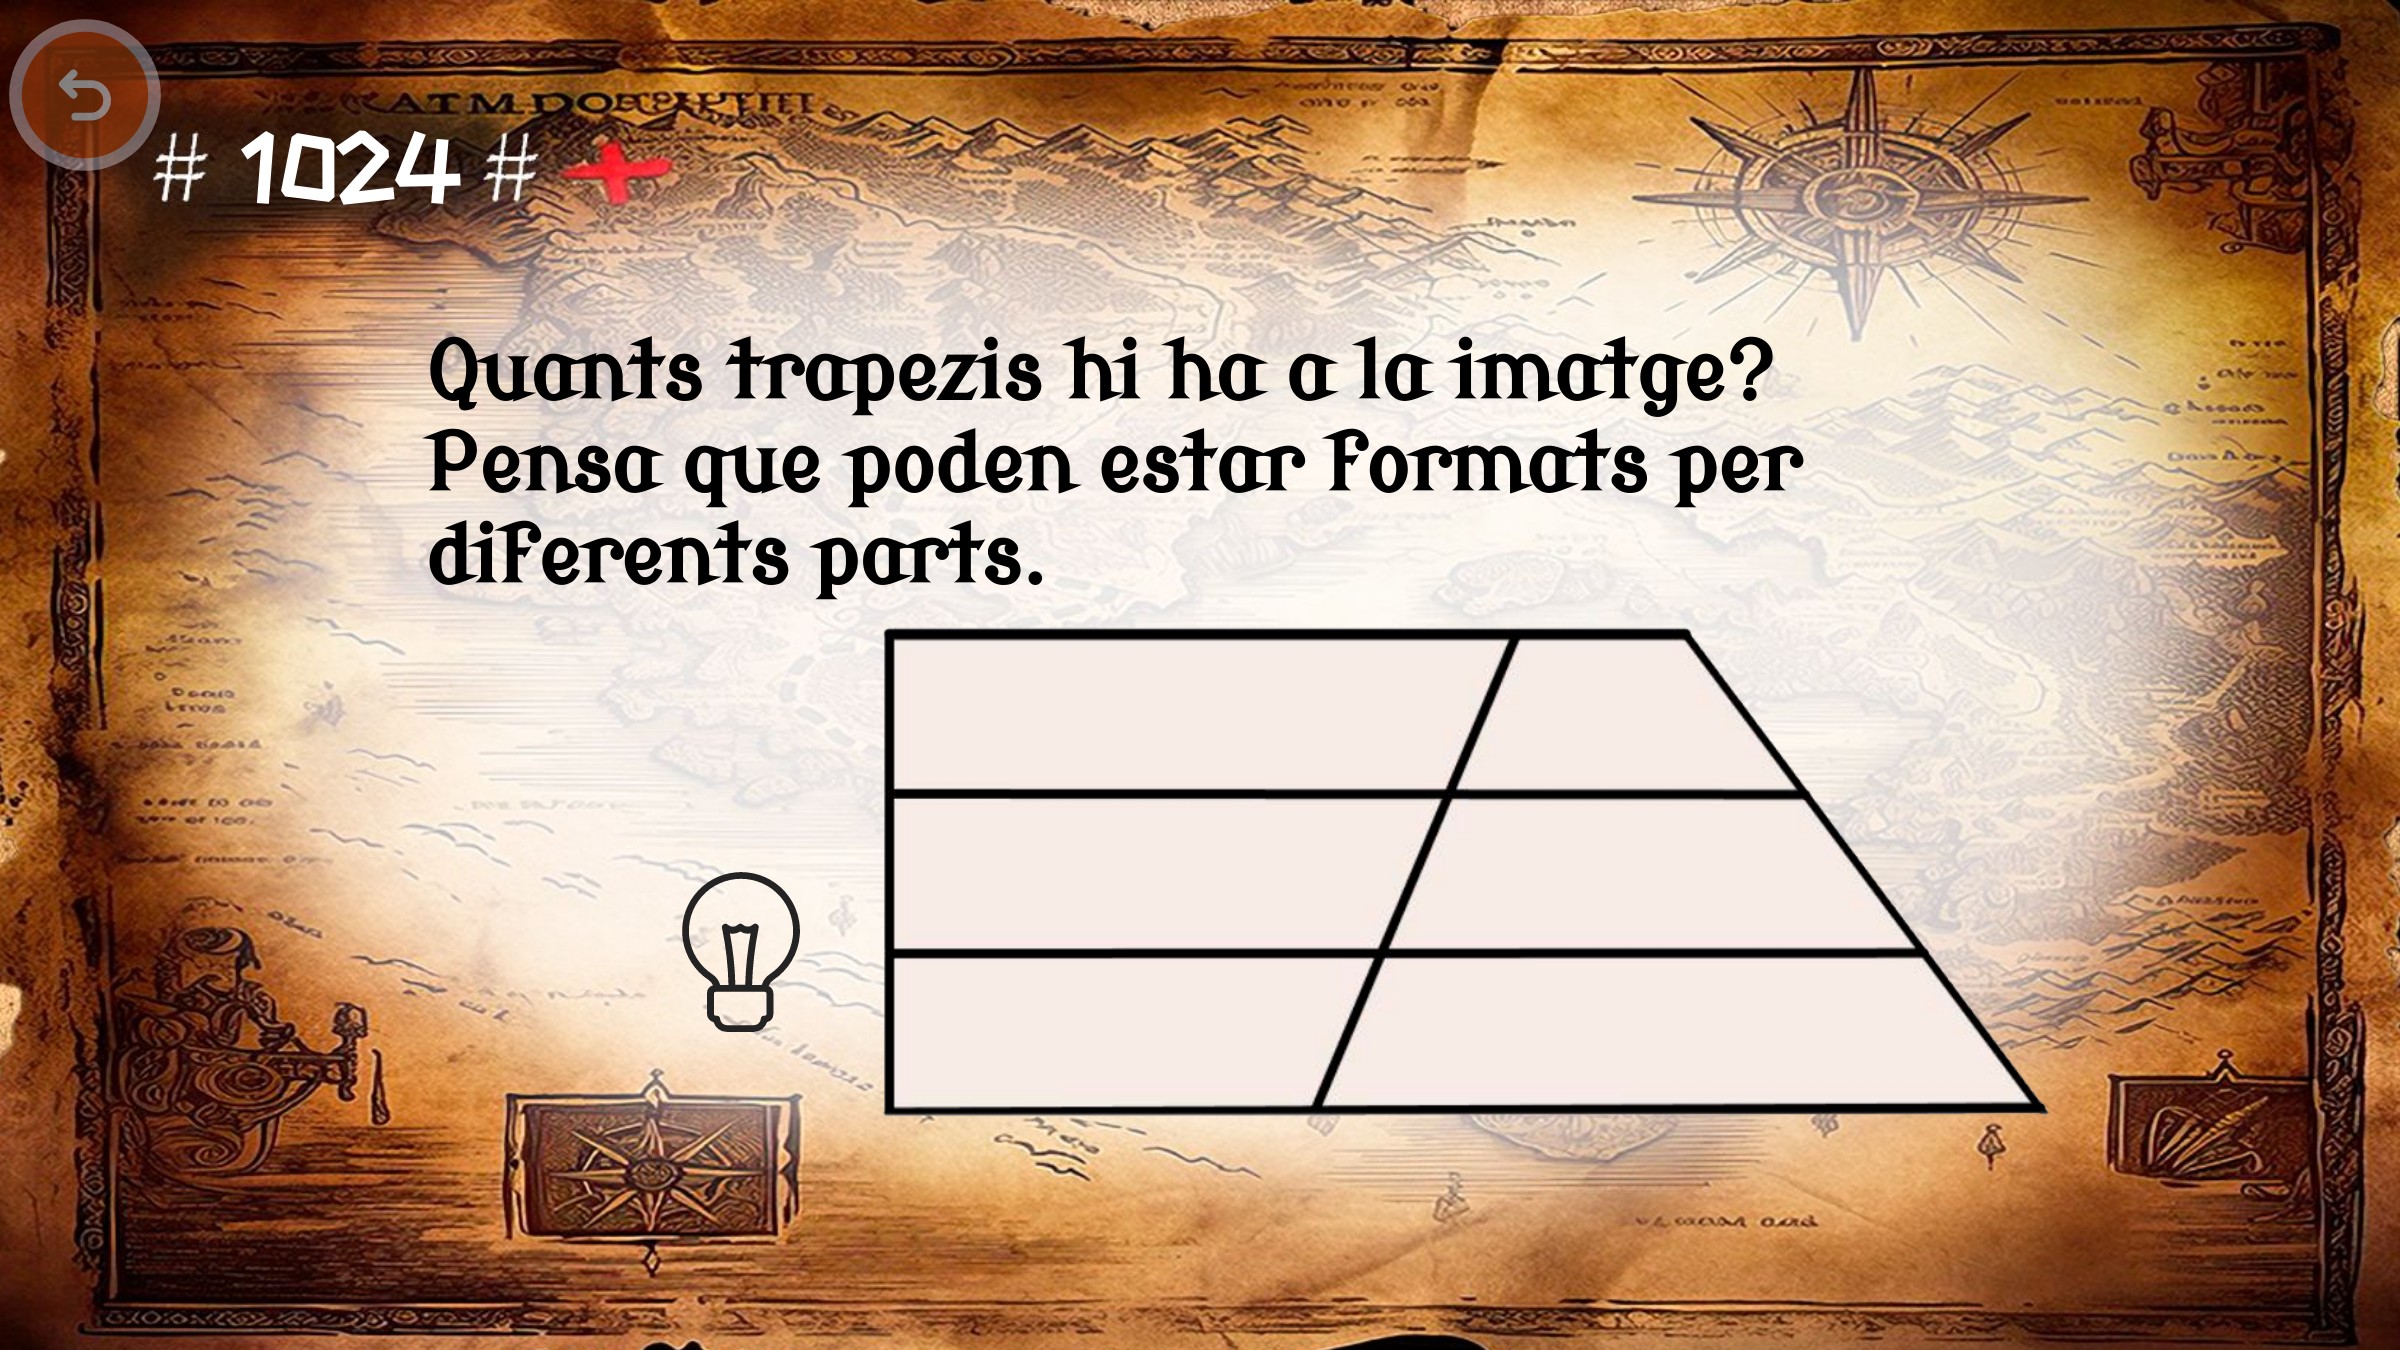 # 1024 #
Quants trapezis hi ha a la imatge?
Pensa que poden estar formats per
diferents parts.